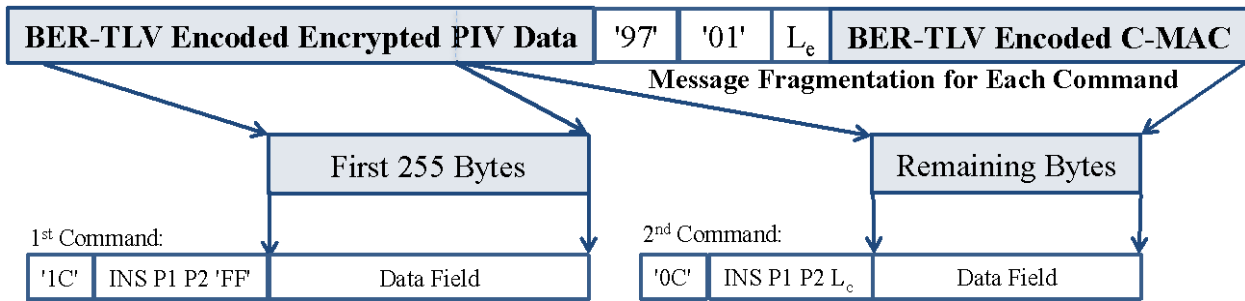 BER-TLV Encoded Encrypted PIV Data '97' '01' Le BER-TLV Encoded C-MAC
Message Fragmentation for Each Command
First 255 Bytes Remaining Bytes
1st Command: 2nd Command:
'1C' INS P1 P2 'FF' Data Field '0C' INS P1 P2 Lc Data Field